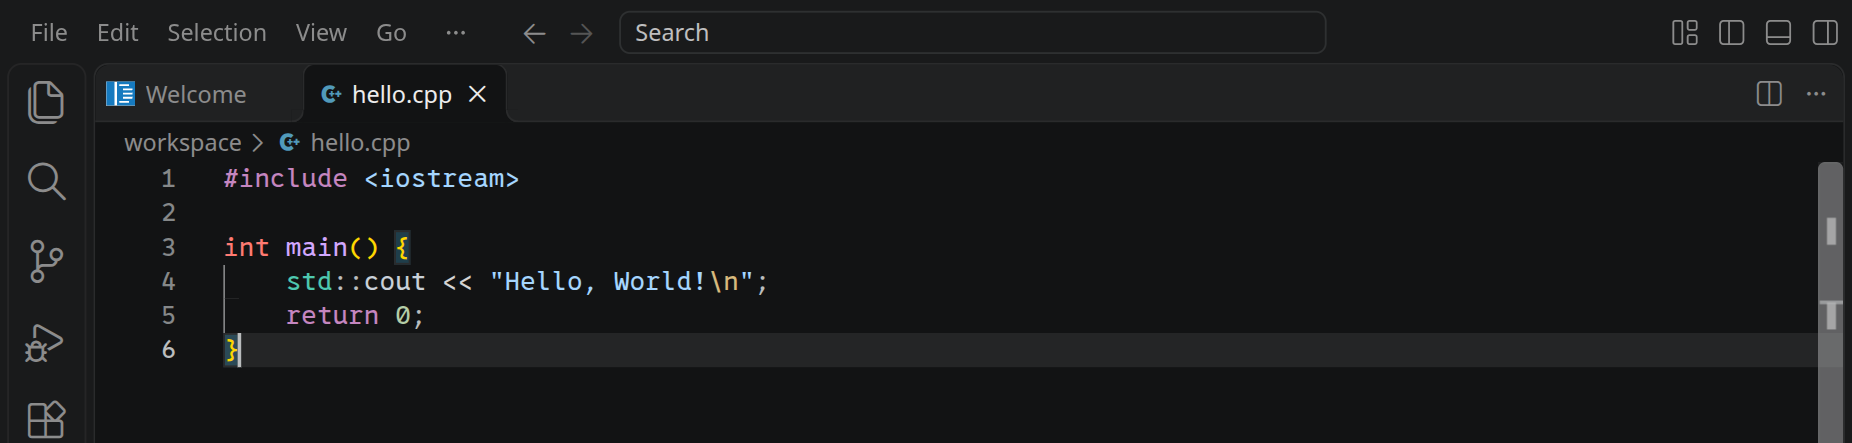 File Edit Selection View Go ··· Search
Welcome hello.cpp
workspace > hello.cpp
1 #include <iostream>
2
3 int main() {
4     std::cout << "Hello, World!\n";
5     return 0;
6 }